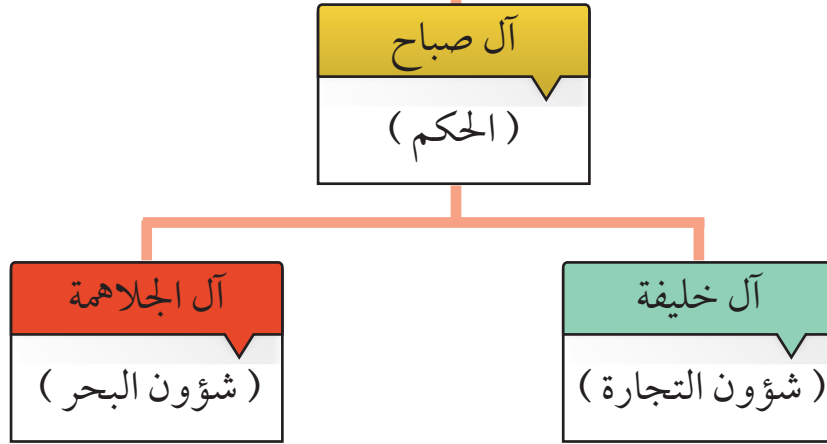 آل صباح
( الحكم )
آل خليفة
( شؤون التجارة )
آل الجلاهمة
( شؤون البحر )